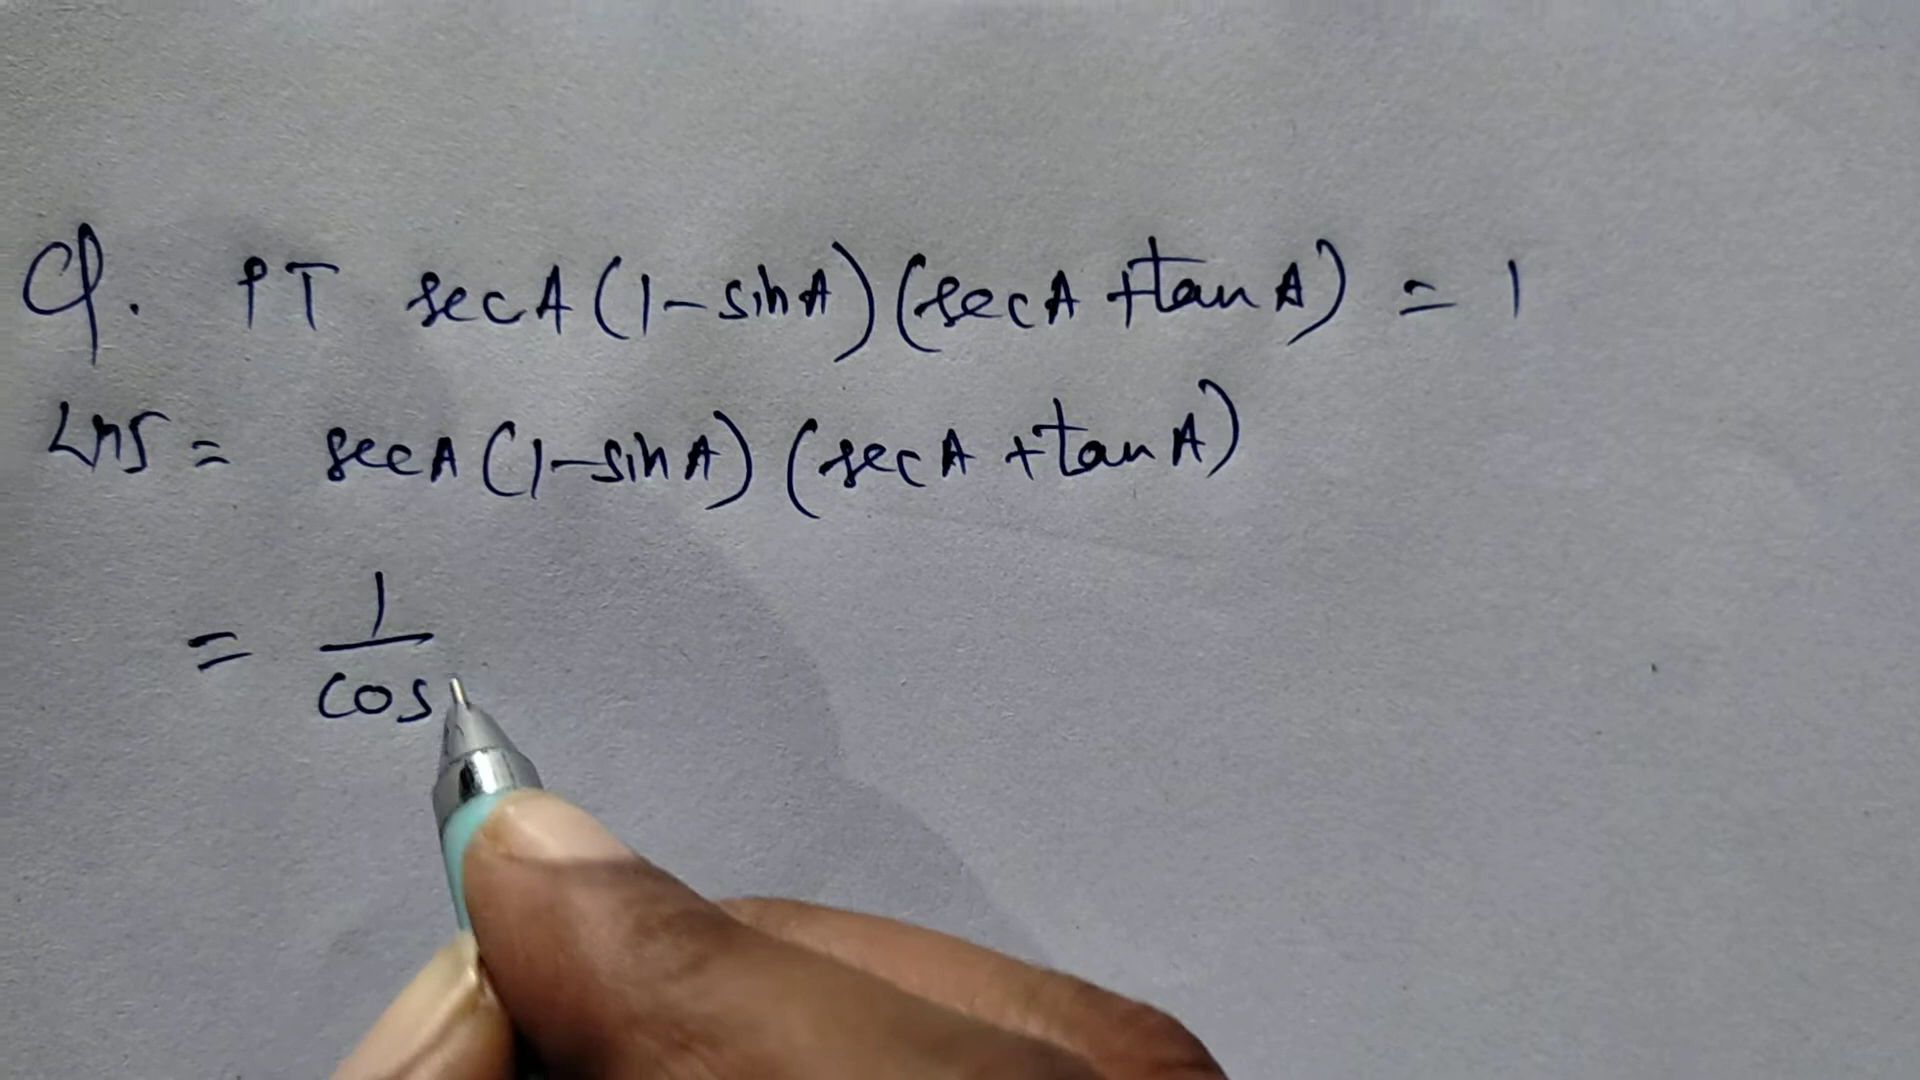 Q. PT secA(1-sinA)(secA+tanA) = 1
LHS = secA(1-sinA)(secA+tanA)
= 1/cos